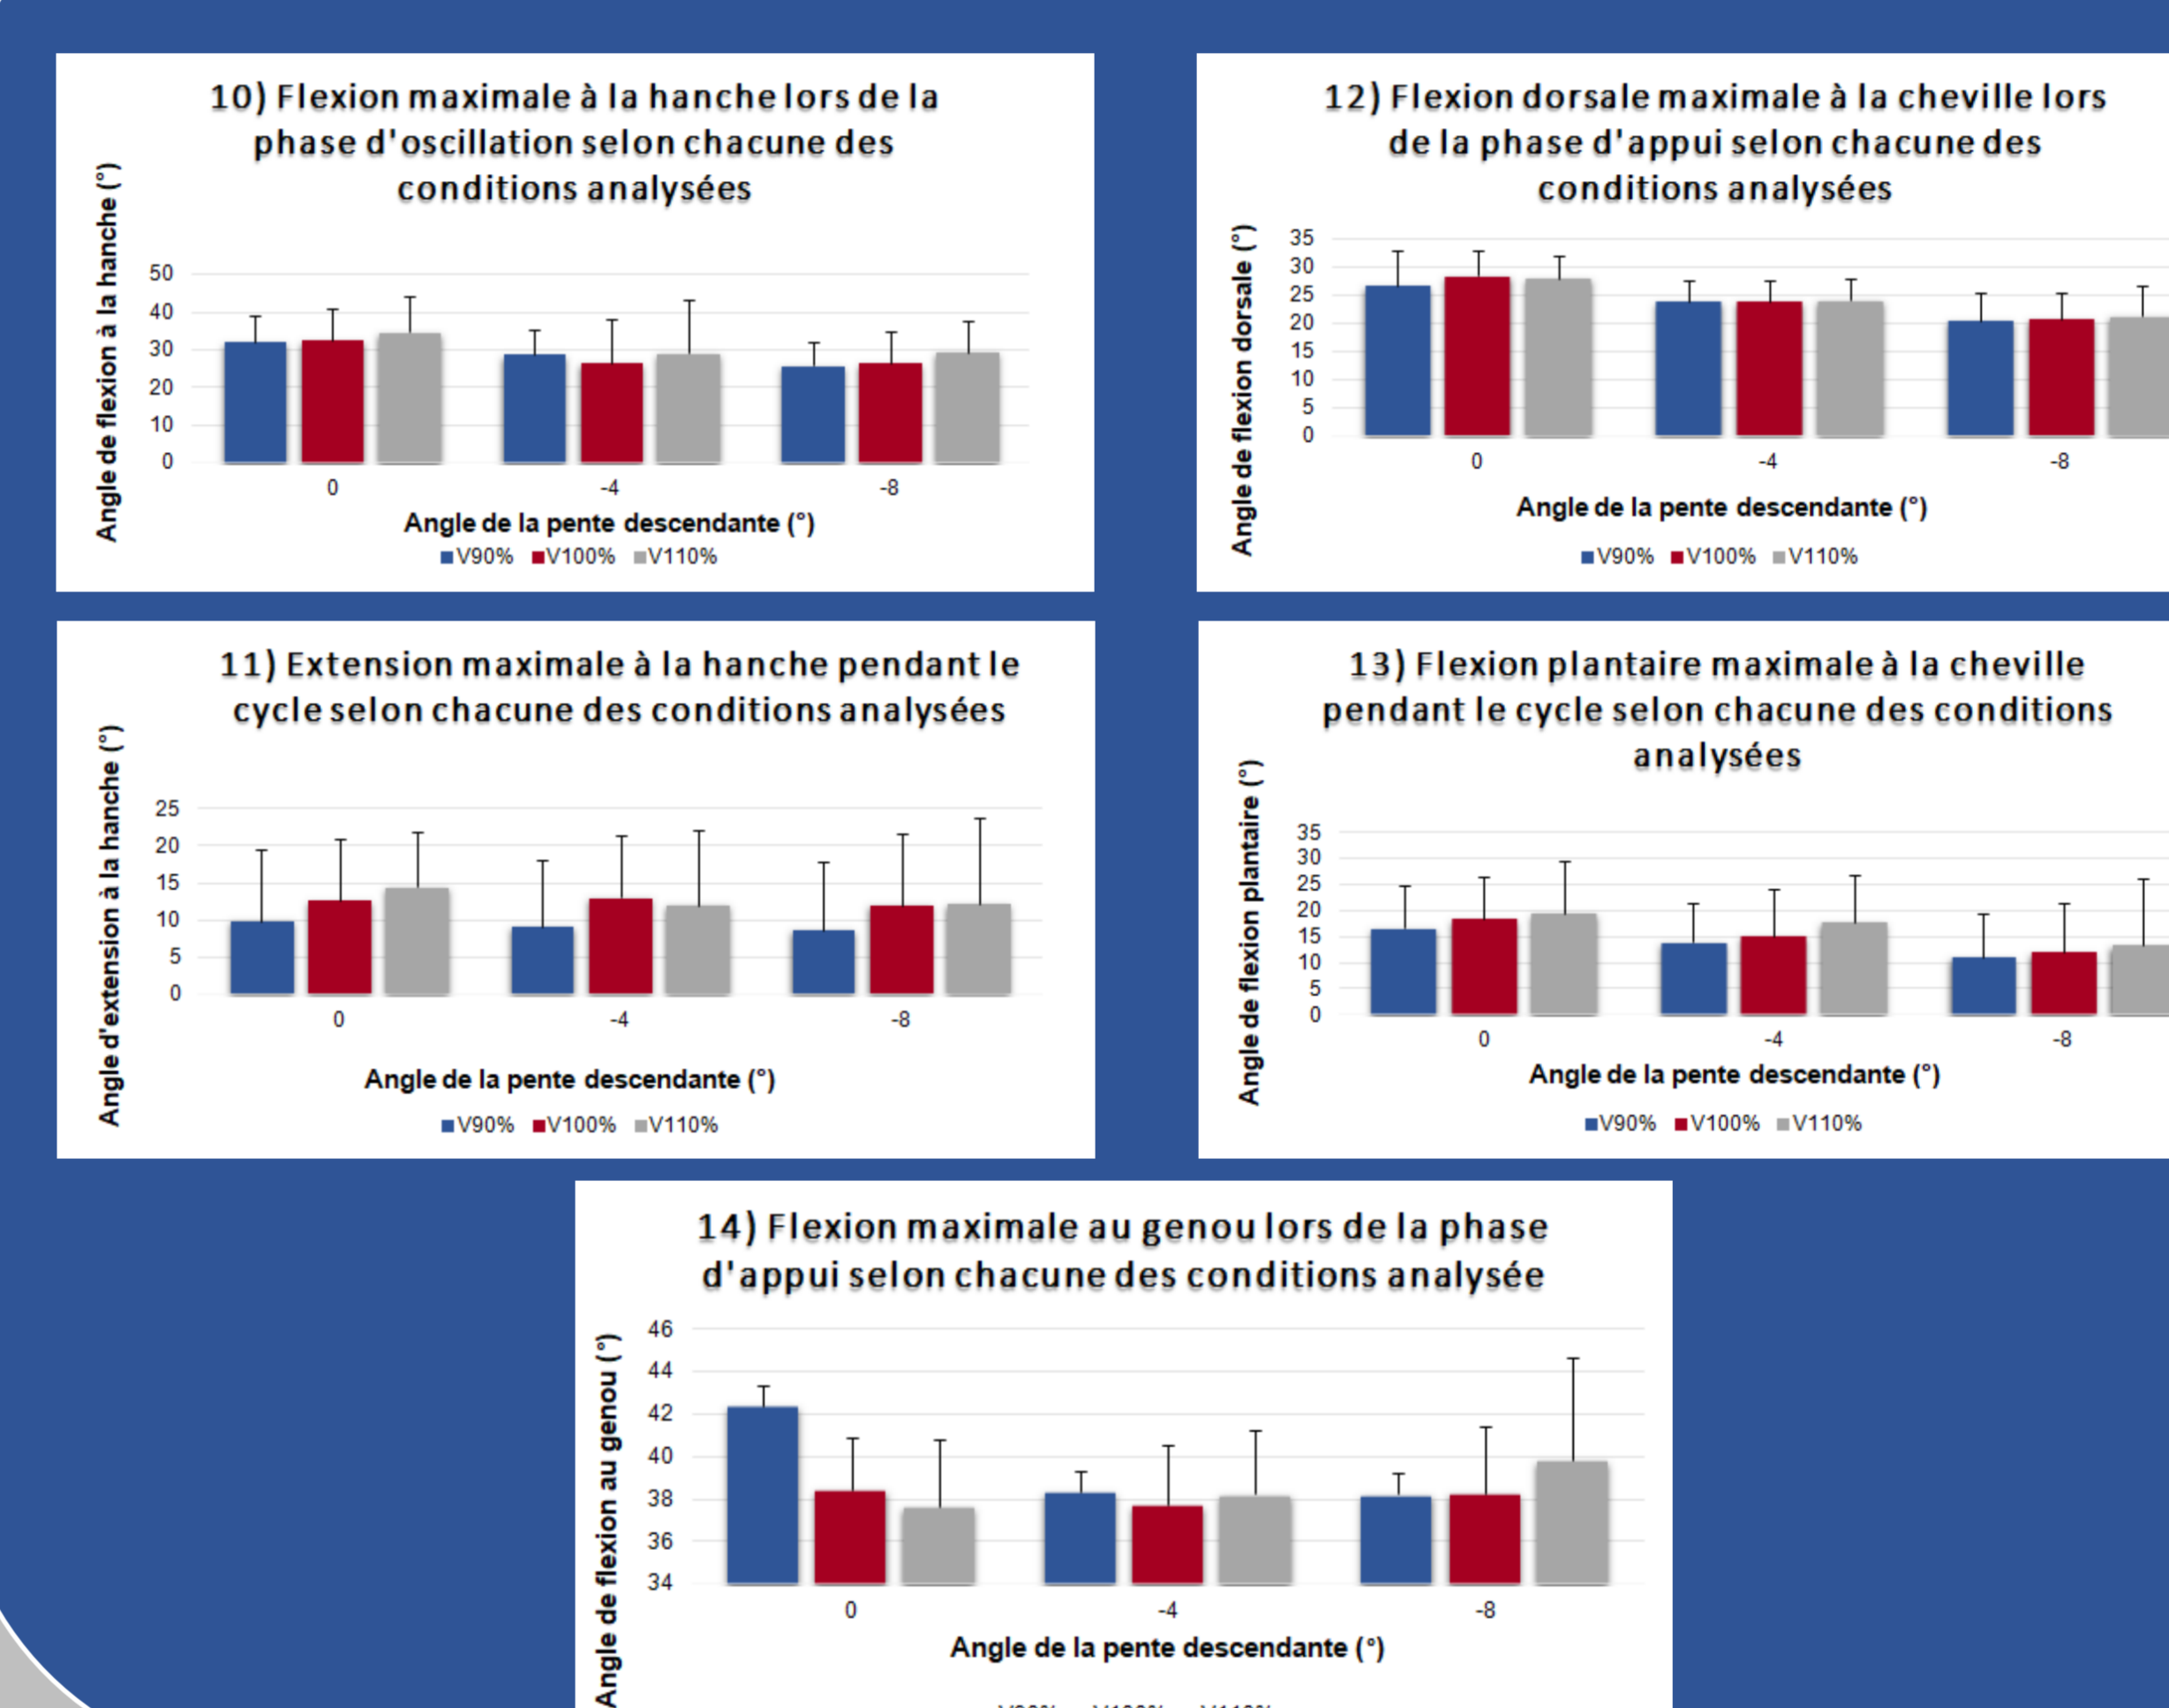 10) Flexion maximale à la hanche lors de la
phase d'oscillation selon chacune des
conditions analysées
Angle de flexion à la hanche (°)
50
40
30
20
10
0
0 -4 -8
Angle de la pente descendante (°)
V90% V100% V110%
12) Flexion dorsale maximale à la cheville lors
de la phase d'appui selon chacune des
conditions analysées
Angle de flexion dorsale (°)
35
30
25
20
15
10
5
0
0 -4 -8
Angle de la pente descendante (°)
V90% V100% V110%
11) Extension maximale à la hanche pendant le
cycle selon chacune des conditions analysées
Angle d'extension à la hanche (°)
25
20
15
10
5
0
0 -4 -8
Angle de la pente descendante (°)
V90% V100% V110%
13) Flexion plantaire maximale à la cheville
pendant le cycle selon chacune des conditions
analysées
Angle de flexion plantaire (°)
35
30
25
20
15
10
5
0
0 -4 -8
Angle de la pente descendante (°)
V90% V100% V110%
14) Flexion maximale au genou lors de la phase
d'appui selon chacune des conditions analysée
Angle de flexion au genou (°)
46
44
42
40
38
36
34
0 -4 -8
Angle de la pente descendante (°)